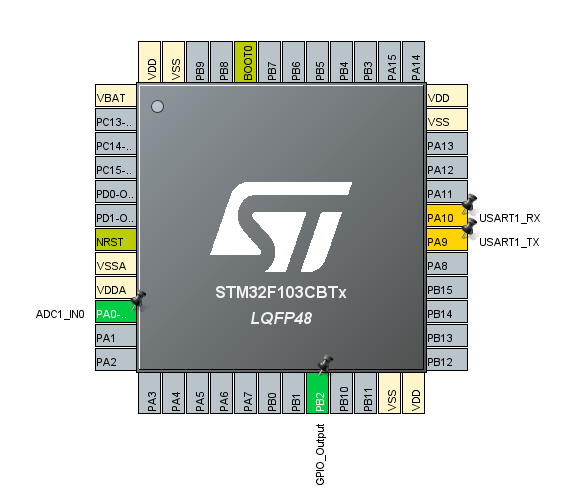 VDD
VSS
PB9
PB8
BOOT0
PB7
PB6
PB5
PB4
PB3
PA15
PA14
VBAT
PC13-..
PC14-..
PC15-..
PD0-O..
PD1-O..
NRST
VSSA
VDDA
ADC1_IN0 PA0-..
PA1
PA2
VDD
VSS
PA13
PA12
PA11
PA10 USART1_RX
PA9 USART1_TX
PA8
PB15
PB14
PB13
PB12
ST
STM32F103CBTx
LQFP48
PA3
PA4
PA5
PA6
PA7
PB0
PB1
PB2
PB10
PB11
VSS
VDD
GPIO_Output